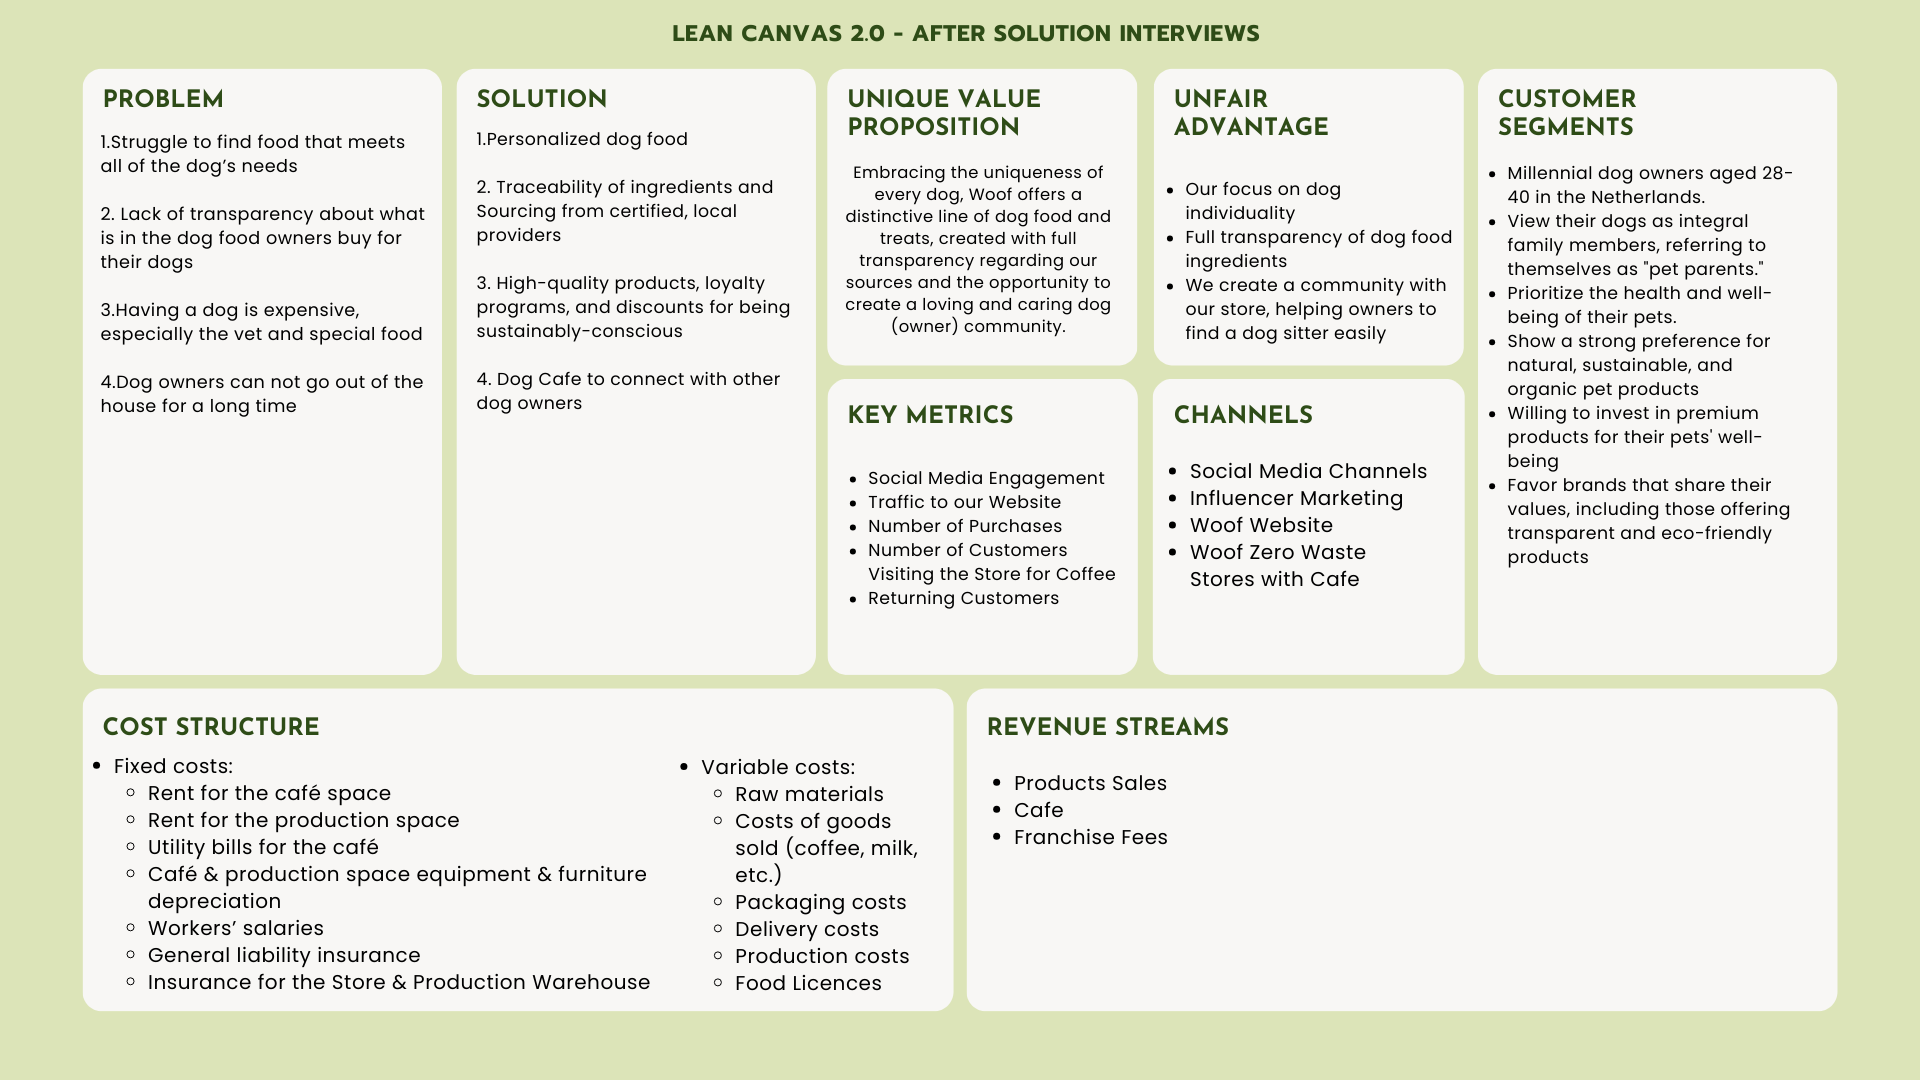 LEAN CANVAS 2.0 - AFTER SOLUTION INTERVIEWS
PROBLEM
1.Struggle to find food that meets
all of the dog’s needs
2. Lack of transparency about what
is in the dog food owners buy for
their dogs
3.Having a dog is expensive,
especially the vet and special food
4.Dog owners can not go out of the
house for a long time
SOLUTION
1.Personalized dog food
2. Traceability of ingredients and
Sourcing from certified, local
providers
3. High-quality products, loyalty
programs, and discounts for being
sustainably-conscious
4. Dog Cafe to connect with other
dog owners
UNIQUE VALUE
PROPOSITION
Embracing the uniqueness of
every dog, Woof offers a
distinctive line of dog food and
treats, created with full
transparency regarding our
sources and the opportunity to
create a loving and caring dog
(owner) community.
KEY METRICS
• Social Media Engagement
• Traffic to our Website
• Number of Purchases
• Number of Customers
Visiting the Store for Coffee
• Returning Customers
UNFAIR
ADVANTAGE
• Our focus on dog
individuality
• Full transparency of dog food
ingredients
• We create a community with
our store, helping owners to
find a dog sitter easily
CHANNELS
• Social Media Channels
• Influencer Marketing
• Woof Website
• Woof Zero Waste
Stores with Cafe
CUSTOMER
SEGMENTS
• Millennial dog owners aged 28-
40 in the Netherlands.
• View their dogs as integral
family members, referring to
themselves as "pet parents."
• Prioritize the health and well-
being of their pets.
• Show a strong preference for
natural, sustainable, and
organic pet products
• Willing to invest in premium
products for their pets' well-
being
• Favor brands that share their
values, including those offering
transparent and eco-friendly
products
COST STRUCTURE
• Fixed costs:
◦ Rent for the café space
◦ Rent for the production space
◦ Utility bills for the café
◦ Café & production space equipment & furniture
depreciation
◦ Workers’ salaries
◦ General liability insurance
◦ Insurance for the Store & Production Warehouse
• Variable costs:
◦ Raw materials
◦ Costs of goods
sold (coffee, milk,
etc.)
◦ Packaging costs
◦ Delivery costs
◦ Production costs
◦ Food Licences
REVENUE STREAMS
• Products Sales
• Cafe
• Franchise Fees